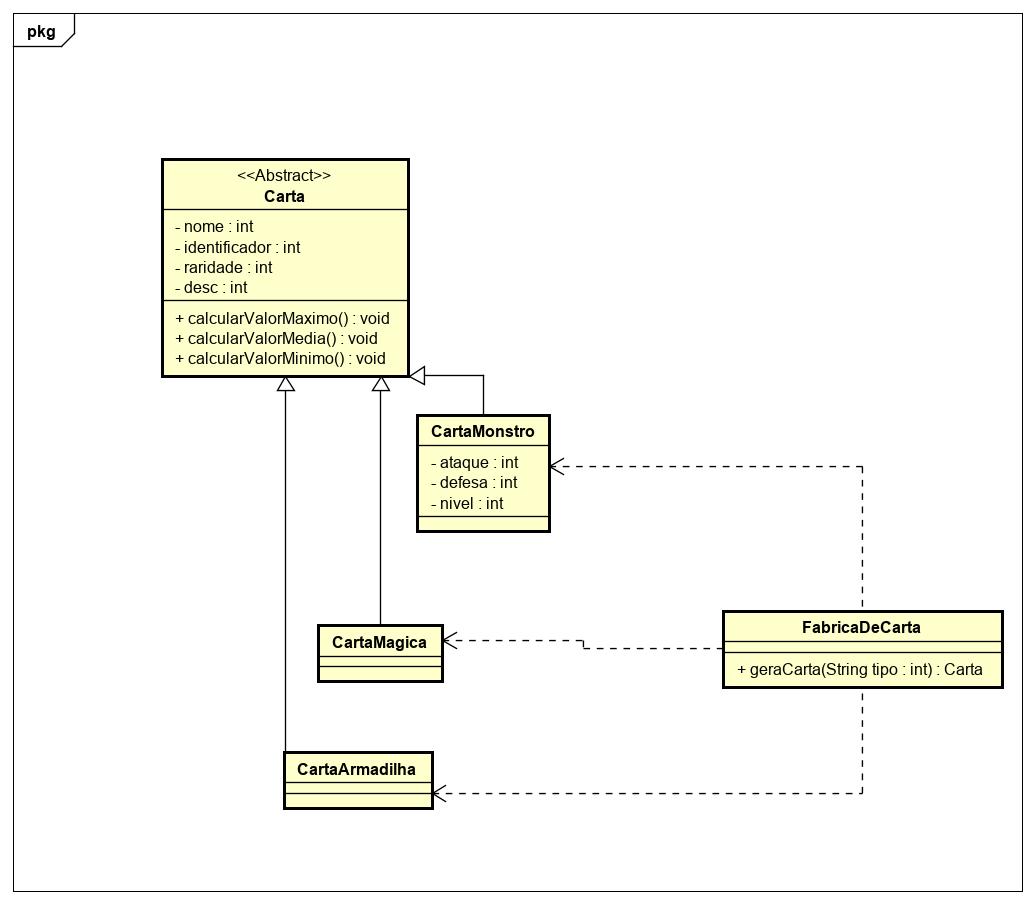 pkg
<<Abstract>>
Carta
- nome : int
- identificador : int
- raridade : int
- desc : int
+ calcularValorMaximo() : void
+ calcularValorMedia() : void
+ calcularValorMinimo() : void
CartaMonstro
- ataque : int
- defesa : int
- nivel : int
FabricaDeCarta
+ geraCarta(String tipo : int) : Carta
CartaMagica
CartaArmadilha